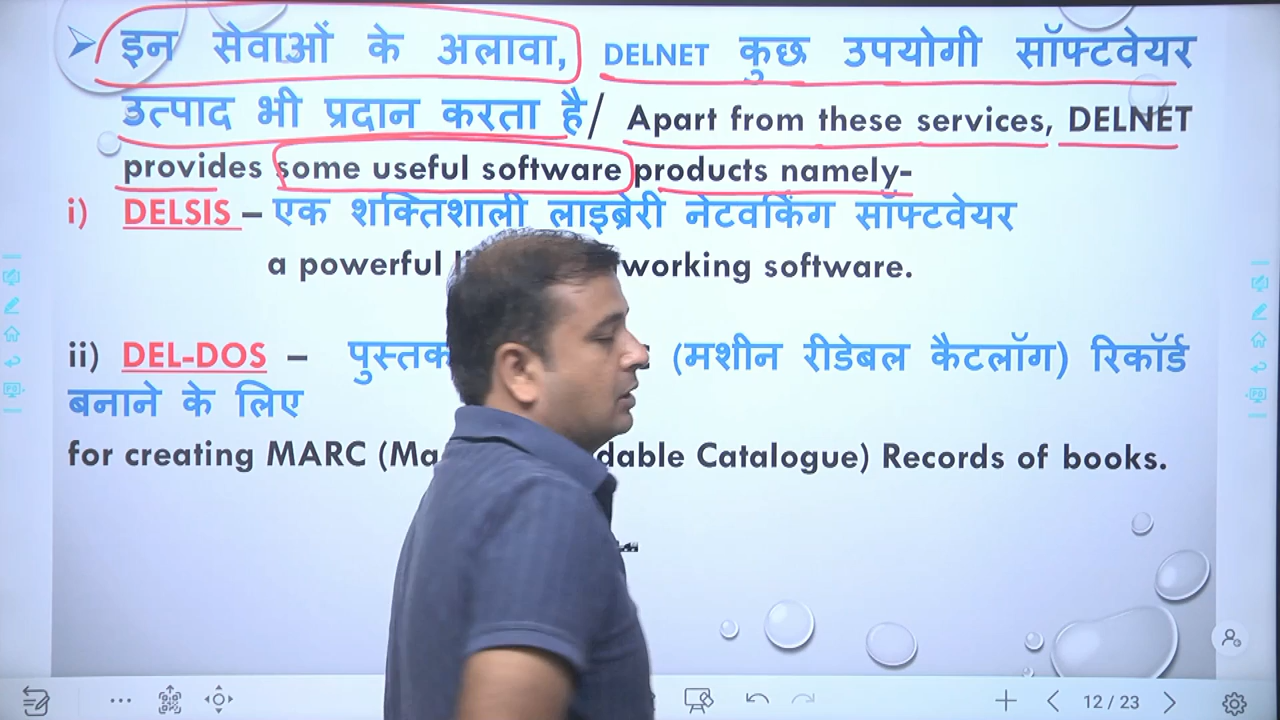 इन सेवाओं के अलावा, DELNET कुछ उपयोगी सॉफ्टवेयर
उत्पाद भी प्रदान करता है/ Apart from these services, DELNET
provides some useful software products namely-
i) DELSIS – एक शक्तिशाली लाइब्रेरी नेटवर्किंग सॉफ्टवेयर
a powerful tworking software.
ii) DEL-DOS – पुस्तक (मशीन रीडेबल कैटलॉग) रिकॉर्ड
बनाने के लिए
for creating MARC (Ma dable Catalogue) Records of books.
12 / 23